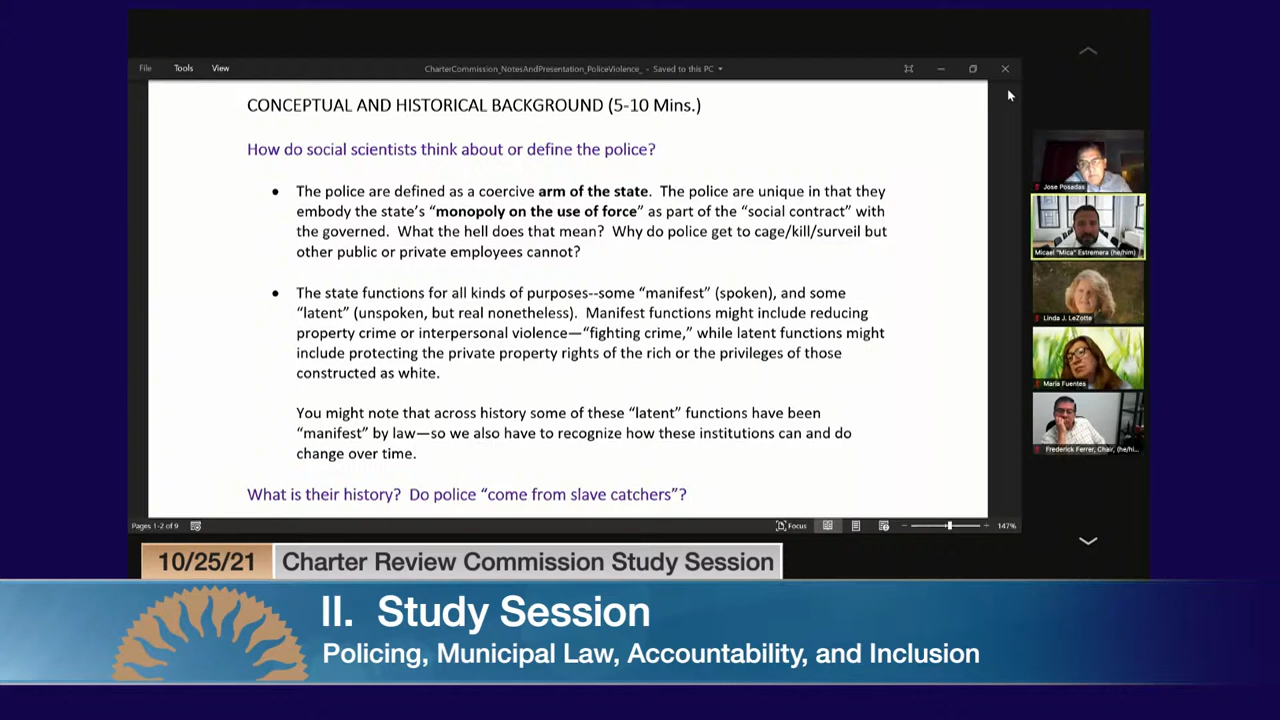 File Tools View CharterCommission_NotesAndPresentation_PoliceViolence_ - Saved to this PC
CONCEPTUAL AND HISTORICAL BACKGROUND (5-10 Mins.)
How do social scientists think about or define the police?
• The police are defined as a coercive arm of the state. The police are unique in that they
embody the state's “monopoly on the use of force” as part of the “social contract” with
the governed. What the hell does that mean? Why do police get to cage/kill/surveil but
other public or private employees cannot?
• The state functions for all kinds of purposes--some “manifest” (spoken), and some
“latent” (unspoken, but real nonetheless). Manifest functions might include reducing
property crime or interpersonal violence—“fighting crime,” while latent functions might
include protecting the private property rights of the rich or the privileges of those
constructed as white.
You might note that across history some of these “latent” functions have been
“manifest” by law—so we also have to recognize how these institutions can and do
change over time.
What is their history? Do police “come from slave catchers”?
Pages 1-2 of 9
Focus
147%
Jose Posadas
Micael "Mica" Estremera (he/him)
Linda J. LeZotte
Maria Fuentes
Frederick Ferrer, Chair, (he/hi...
10/25/21 Charter Review Commission Study Session
II. Study Session
Policing, Municipal Law, Accountability, and Inclusion